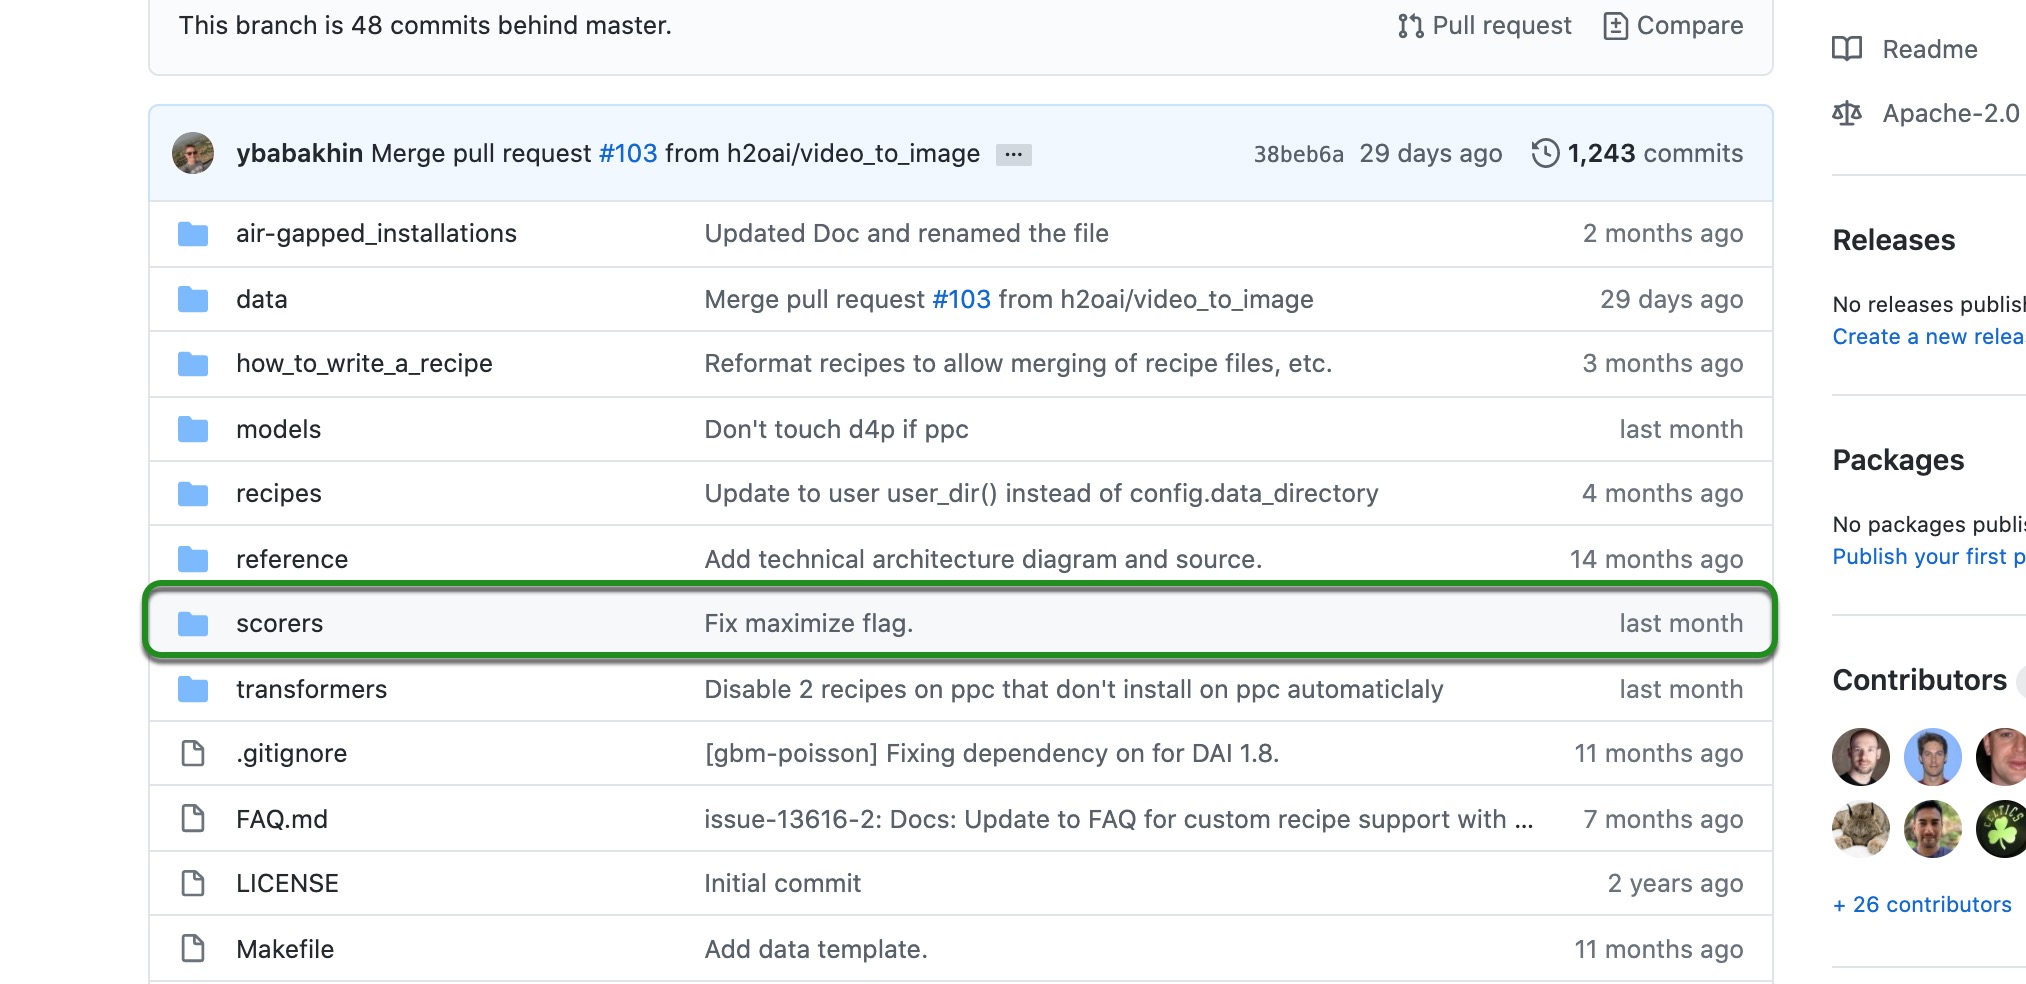 This branch is 48 commits behind master.
Pull request
Compare
ybabakhin Merge pull request #103 from h2oai/video_to_image ...
38beb6a 29 days ago 1,243 commits
air-gapped_installations Updated Doc and renamed the file 2 months ago
data Merge pull request #103 from h2oai/video_to_image 29 days ago
how_to_write_a_recipe Reformat recipes to allow merging of recipe files, etc. 3 months ago
models Don't touch d4p if ppc last month
recipes Update to user user_dir() instead of config.data_directory 4 months ago
reference Add technical architecture diagram and source. 14 months ago
scorers Fix maximize flag. last month
transformers Disable 2 recipes on ppc that don't install on ppc automaticlaly last month
.gitignore [gbm-poisson] Fixing dependency on for DAI 1.8. 11 months ago
FAQ.md issue-13616-2: Docs: Update to FAQ for custom recipe support with ... 7 months ago
LICENSE Initial commit 2 years ago
Makefile Add data template. 11 months ago
Readme
Apache-2.0
Releases
No releases publish
Create a new relea
Packages
No packages publis
Publish your first p
Contributors
CELTICS
+ 26 contributors